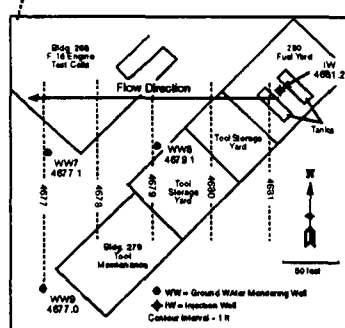 Bldg. 268
F 16 Engine
Test Cells
280
Fuel Yard
IW
4681.2
Flow Direction
Tanks
WW7
4677 1
WW8
4679 1
4677
4678
4679
4680
4681
Tool Storage
Yard
Tool
Storage
Yard
Bldg. 279
Tool
Maintenance
WW9
4677.0
50 feet
WW = Ground Water Monitoring Well
IW = Injection Well
Contour Interval - 1 ft